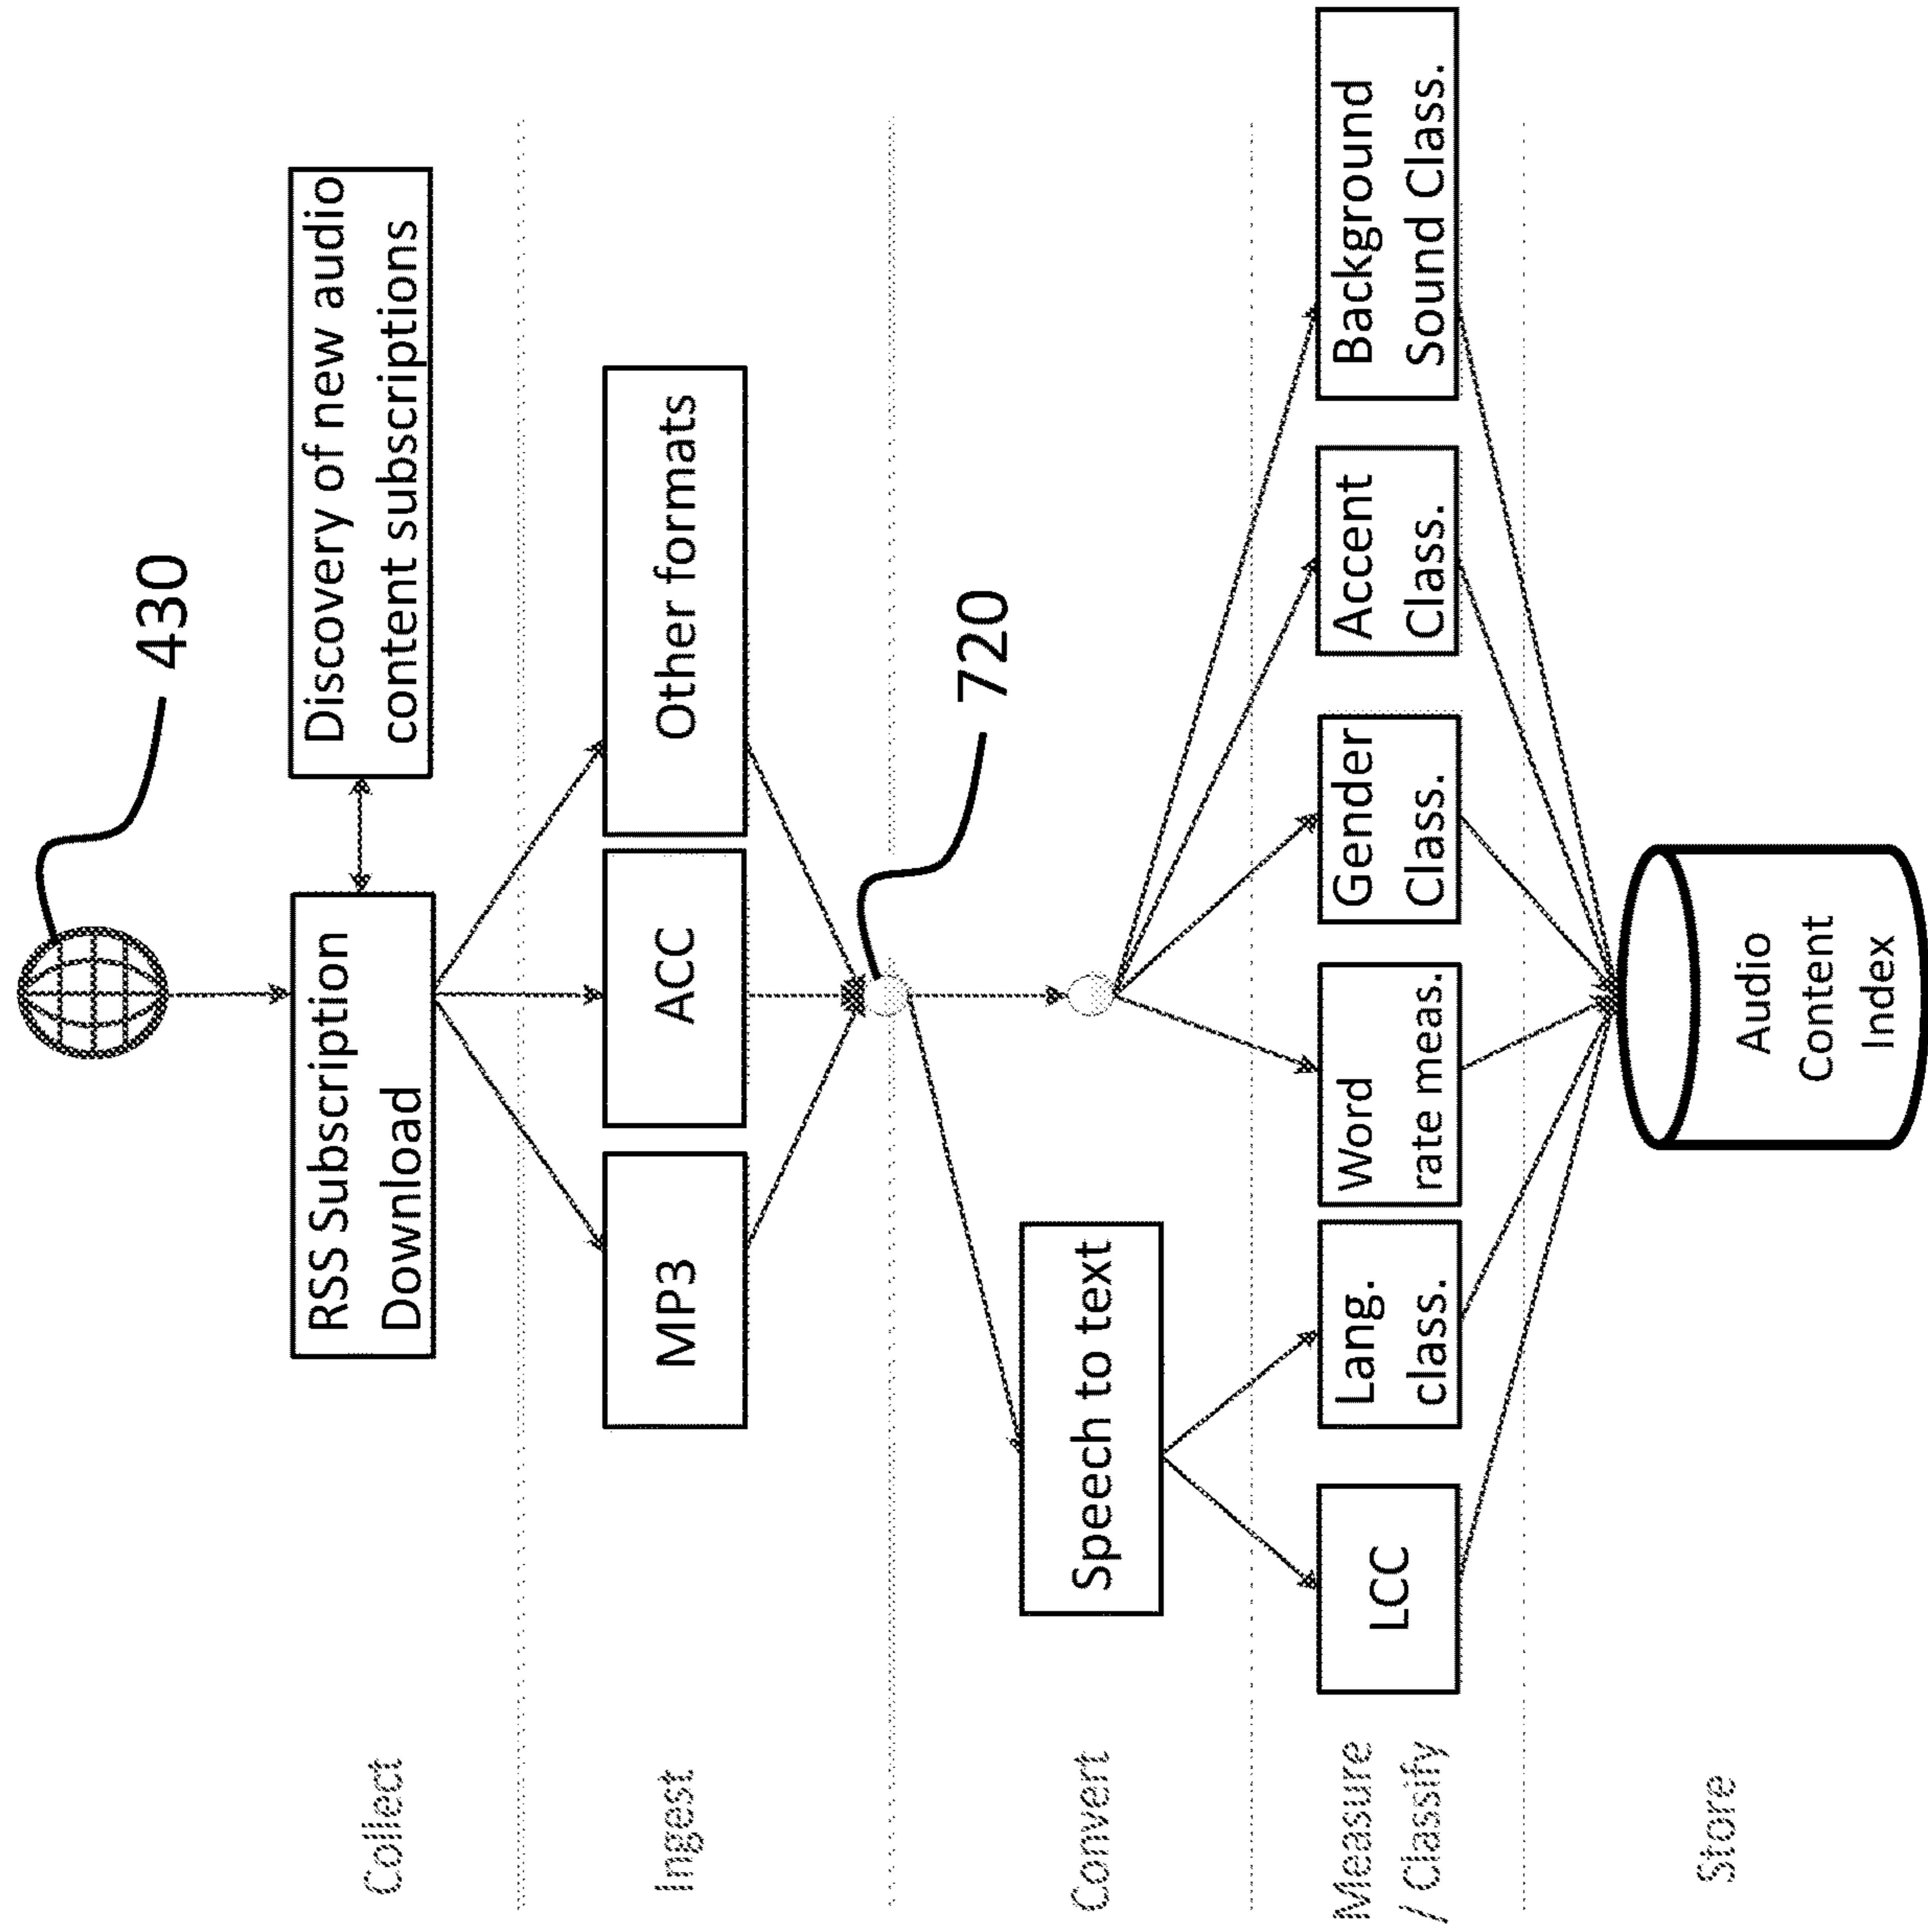 430
Collect
RSS Subscription
Download
Discovery of new audio
content subscriptions
Ingest
MP3
ACC
Other formats
720
Convert
Speech to text
Measure
/ Classify
LCC
Lang.
class.
Word
rate meas.
Gender
Class.
Accent
Class.
Background
Sound Class.
Store
Audio
Content
Index